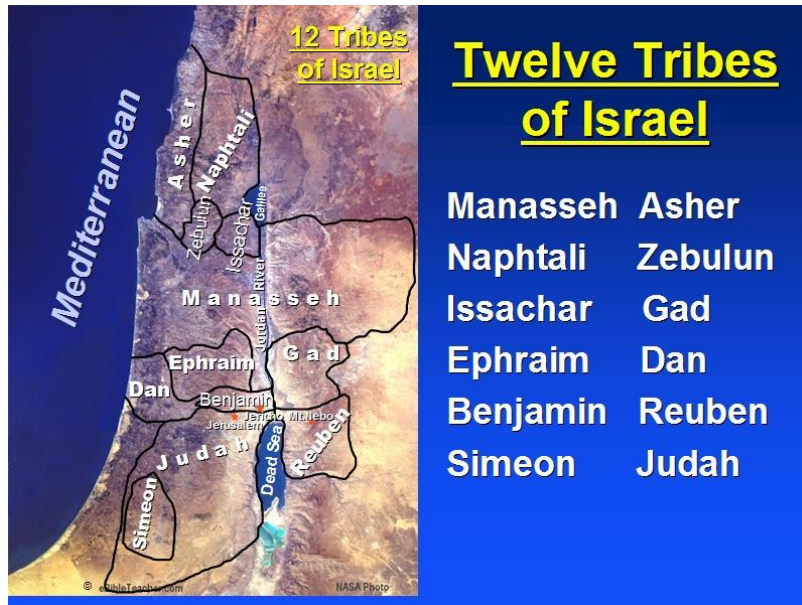 12 Tribes
of Israel
Mediterranean
Asher
Naphtali
Zebulun
Issachar
Galilee
Jordan River
Manasseh
Ephraim
Gad
Dan
Benjamin
Jericho Mt.Nebo
Jerusalem
Judah
Dead Sea
Reuben
Simeon
© eBibleTeacher.com
NASA Photo
Twelve Tribes
of Israel
Manasseh Asher
Naphtali Zebulun
Issachar Gad
Ephraim Dan
Benjamin Reuben
Simeon Judah